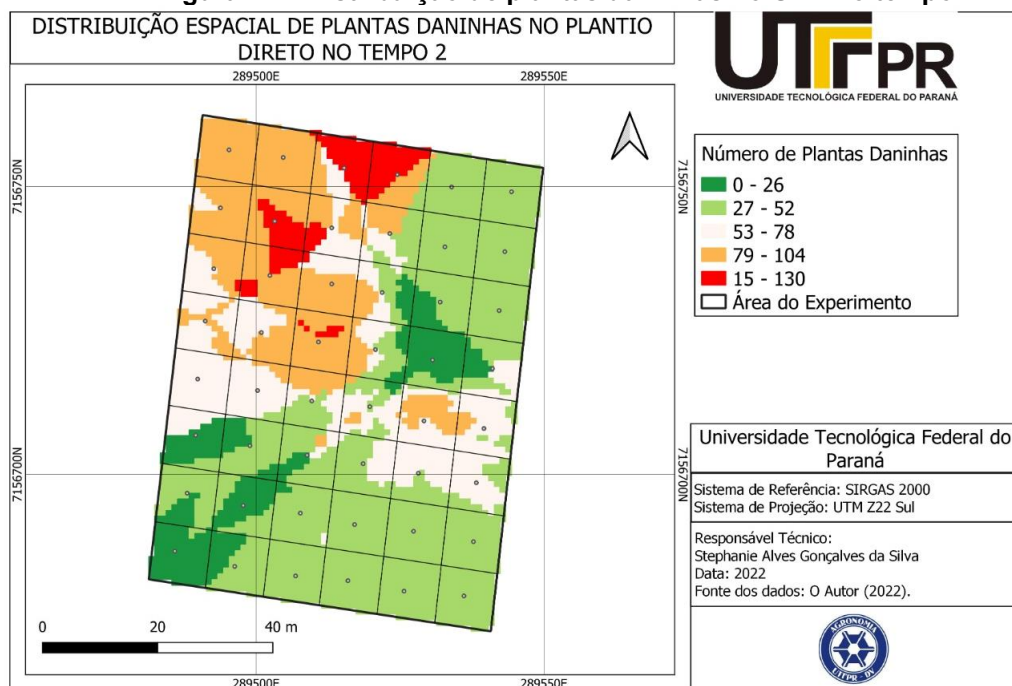 DISTRIBUIÇÃO ESPACIAL DE PLANTAS DANINHAS NO PLANTIO
DIRETO NO TEMPO 2
289500E
289550E
7156750N
7156750N
7156700N
7156700N
0
20
40 m
289500E
289550E
UTFPR
UNIVERSIDADE TECNOLÓGICA FEDERAL DO PARANÁ
Número de Plantas Daninhas
0 - 26
27 - 52
53 - 78
79 - 104
15 - 130
Área do Experimento
Universidade Tecnológica Federal do
Paraná
Sistema de Referência: SIRGAS 2000
Sistema de Projeção: UTM Z22 Sul
Responsável Técnico:
Stephanie Alves Gonçalves da Silva
Data: 2022
Fonte dos dados: O Autor (2022).
AGRONOMIA
UTFPR - DV